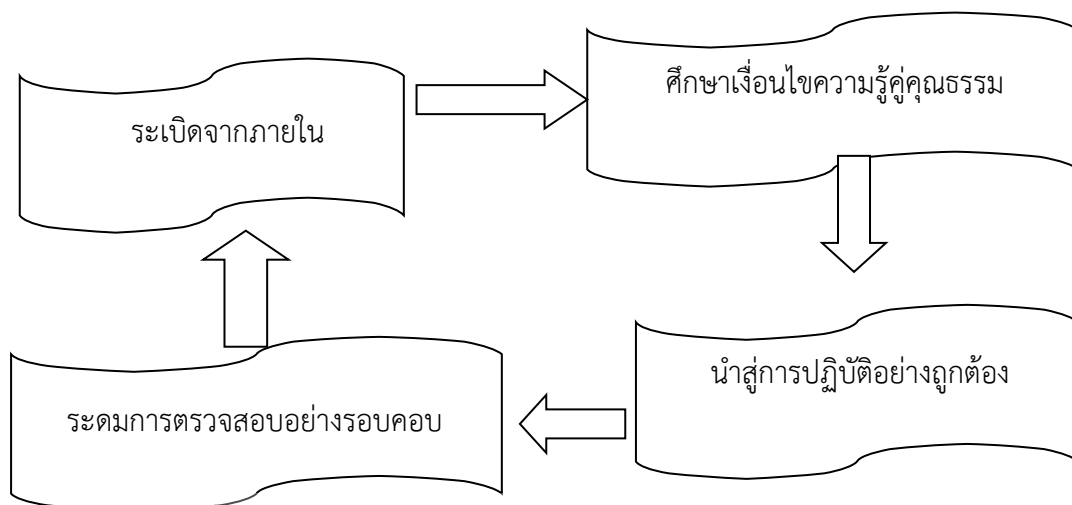 ระเบิดจากภายใน
ศึกษาเงื่อนไขความรู้คู่คุณธรรม
นำสู่การปฏิบัติอย่างถูกต้อง
ระดมการตรวจสอบอย่างรอบคอบ